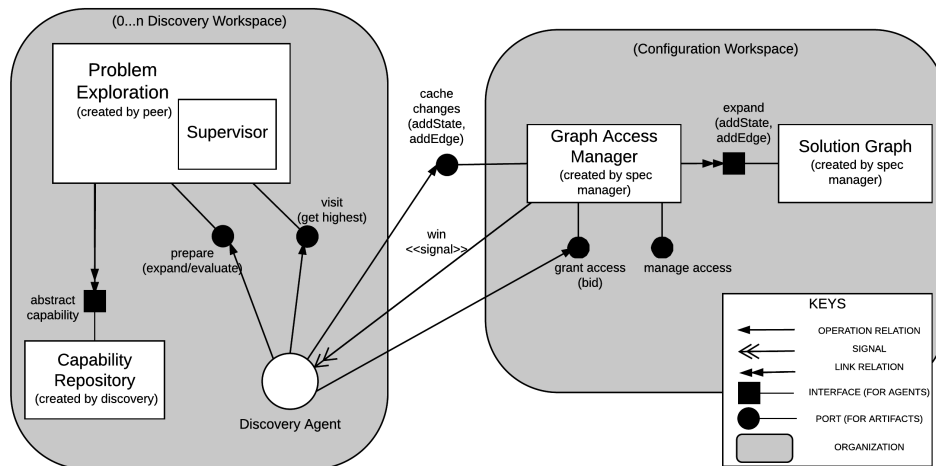 (0...n Discovery Workspace)
Problem
Exploration
(created by peer)
Supervisor
visit
(get highest)
prepare
(expand/evaluate)
abstract
capability
Capability
Repository
(created by discovery)
Discovery Agent
cache
changes
(addState,
addEdge)
win
<<signal>>
(Configuration Workspace)
Graph Access
Manager
(created by spec
manager)
expand
(addState,
addEdge)
Solution Graph
(created by spec
manager)
grant access
(bid)
manage access
KEYS
OPERATION RELATION
SIGNAL
LINK RELATION
INTERFACE (FOR AGENTS)
PORT (FOR ARTIFACTS)
ORGANIZATION